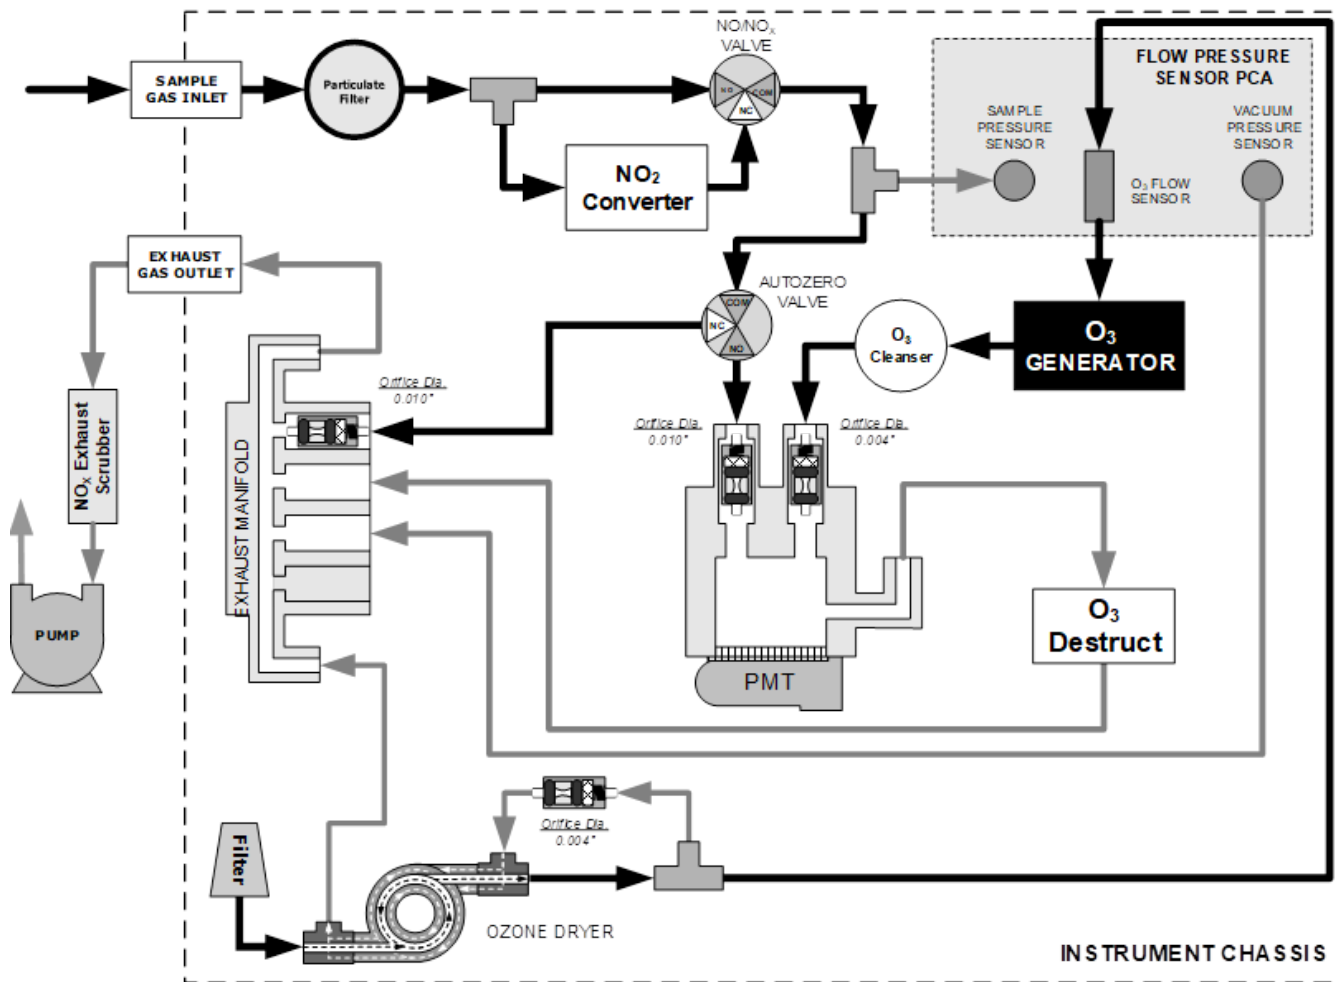 NO/NOX
VALVE
SAMPLE
GAS INLET
Particulate
Filter
NO
COM
NC
FLOW PRESSURE
SENSOR PCA
SAMPLE
PRESSURE
SENSOR
VACUUM
PRESSURE
SENSOR
O3 FLOW
SENSOR
NO2
Converter
EXHAUST
GAS OUTLET
AUTOZERO
VALVE
COM
NC
NO
O3
Cleanser
O3
GENERATOR
Orifice Dia.
0.010"
Orifice Dia.
0.010"
Orifice Dia.
0.004"
NOX Exhaust
Scrubber
EXHAUST MANIFOLD
PUMP
O3
Destruct
PMT
Orifice Dia.
0.004"
Filter
OZONE DRYER
INSTRUMENT CHASSIS